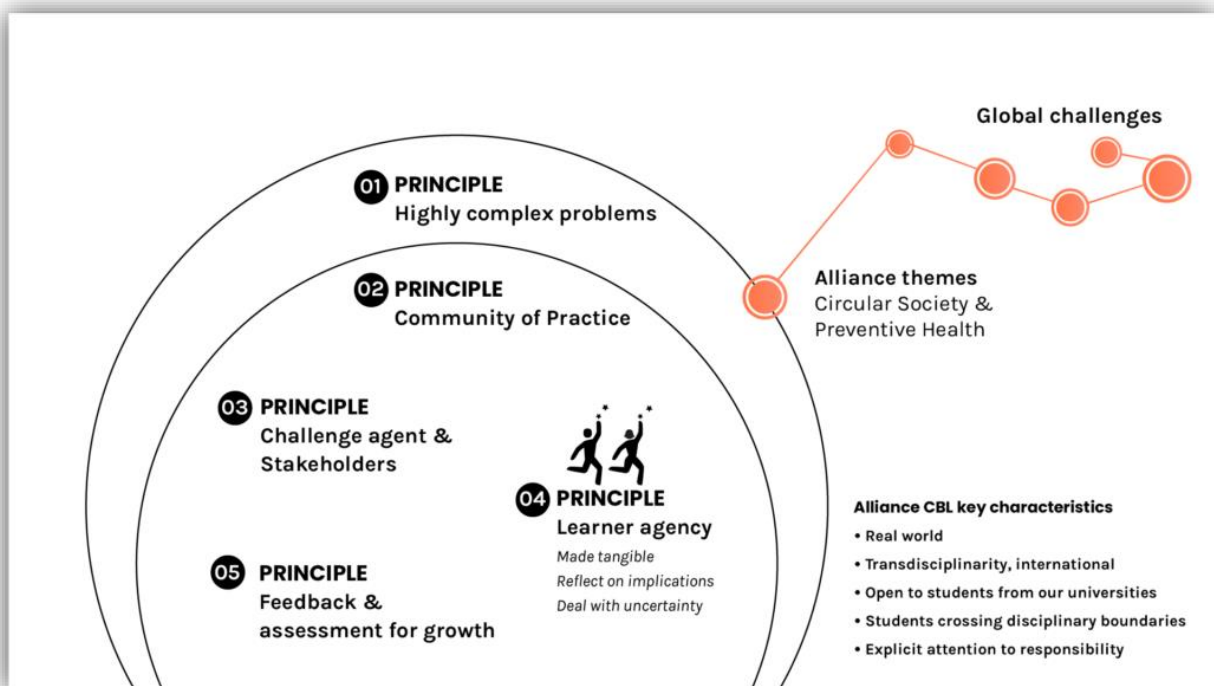 Global challenges
01 PRINCIPLE
Highly complex problems
Alliance themes
Circular Society &
Preventive Health
02 PRINCIPLE
Community of Practice
03 PRINCIPLE
Challenge agent &
Stakeholders
04 PRINCIPLE
Learner agency
Made tangible
Reflect on implications
Deal with uncertainty
05 PRINCIPLE
Feedback &
assessment for growth
Alliance CBL key characteristics
• Real world
• Transdisciplinarity, international
• Open to students from our universities
• Students crossing disciplinary boundaries
• Explicit attention to responsibility